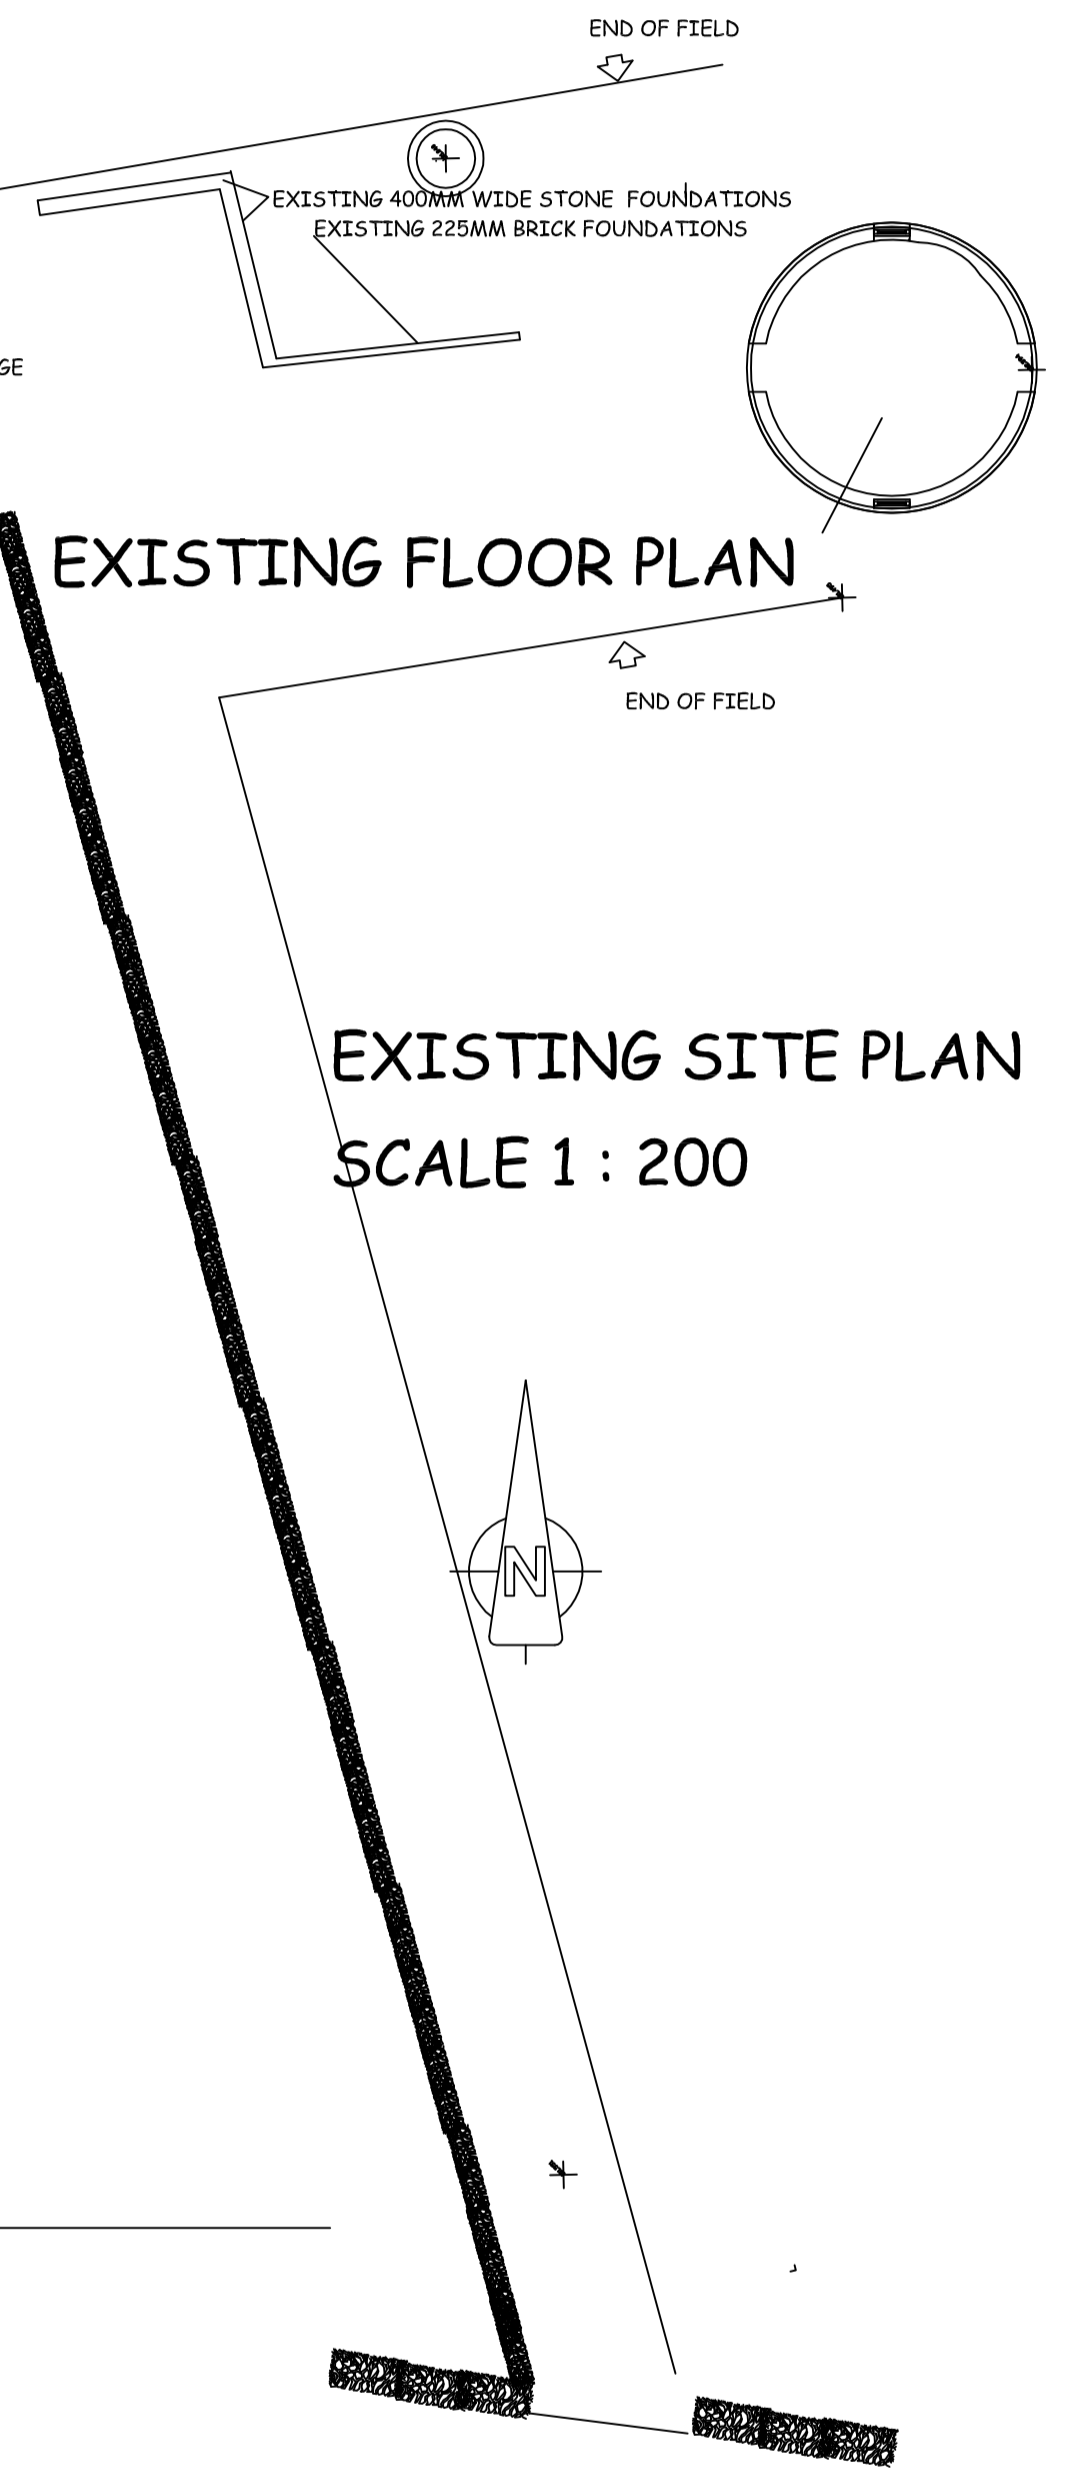 END OF FIELD
EXISTING 400MM WIDE STONE FOUNDATIONS
EXISTING 225MM BRICK FOUNDATIONS
GE
EXISTING FLOOR PLAN
END OF FIELD
EXISTING SITE PLAN
SCALE 1 : 200
N